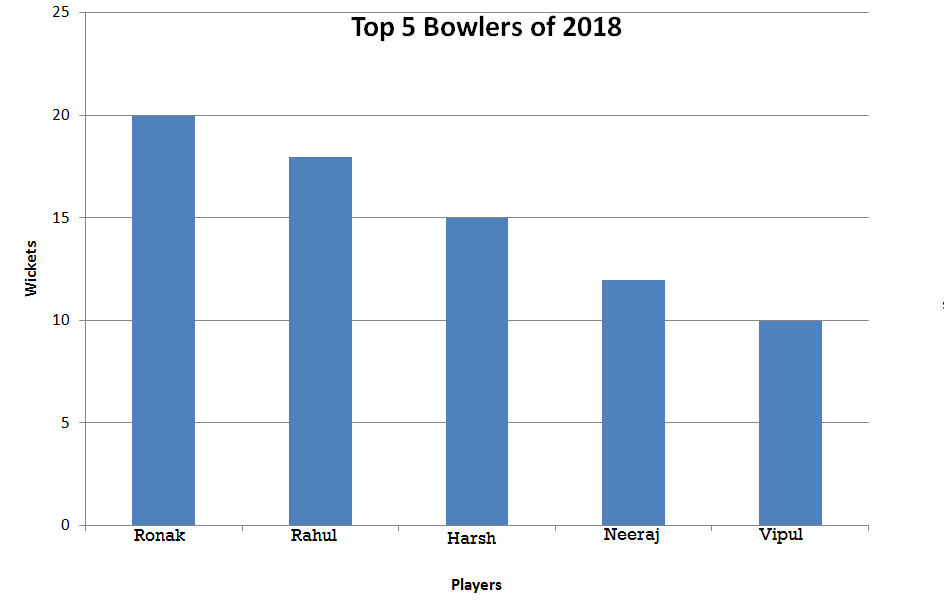 Top 5 Bowlers of 2018
25
20
15
10
5
0
Wickets
Ronak
Rahul
Harsh
Neeraj
Vipul
Players